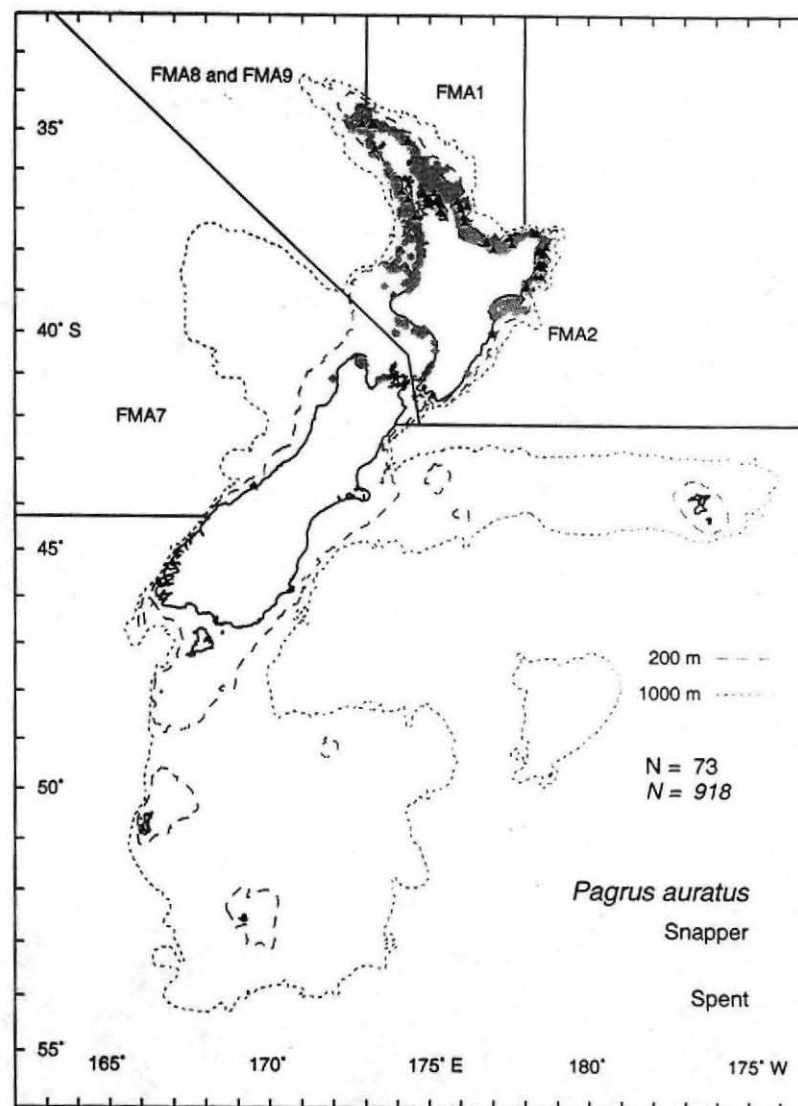 FMA8 and FMA9
FMA1
35°
40° S
FMA2
FMA7
45°
200 m
1000 m
N = 73
N = 918
50°
Pagrus auratus
Snapper
Spent
55°
165°
170°
175° E
180°
175° W